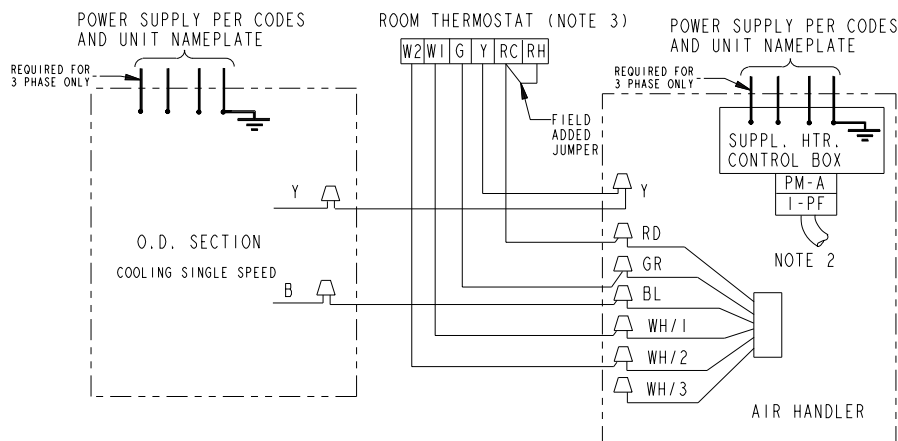 POWER SUPPLY PER CODES
AND UNIT NAMEPLATE
REQUIRED FOR
3 PHASE ONLY
ROOM THERMOSTAT (NOTE 3)
W2 W1 G Y RC RH
FIELD
ADDED
JUMPER
POWER SUPPLY PER CODES
AND UNIT NAMEPLATE
REQUIRED FOR
3 PHASE ONLY
SUPPL. HTR.
CONTROL BOX
PM-A
1-PF
NOTE 2
Y
O.D. SECTION
COOLING SINGLE SPEED
B
Y
RD
GR
BL
WH/1
WH/2
WH/3
AIR HANDLER